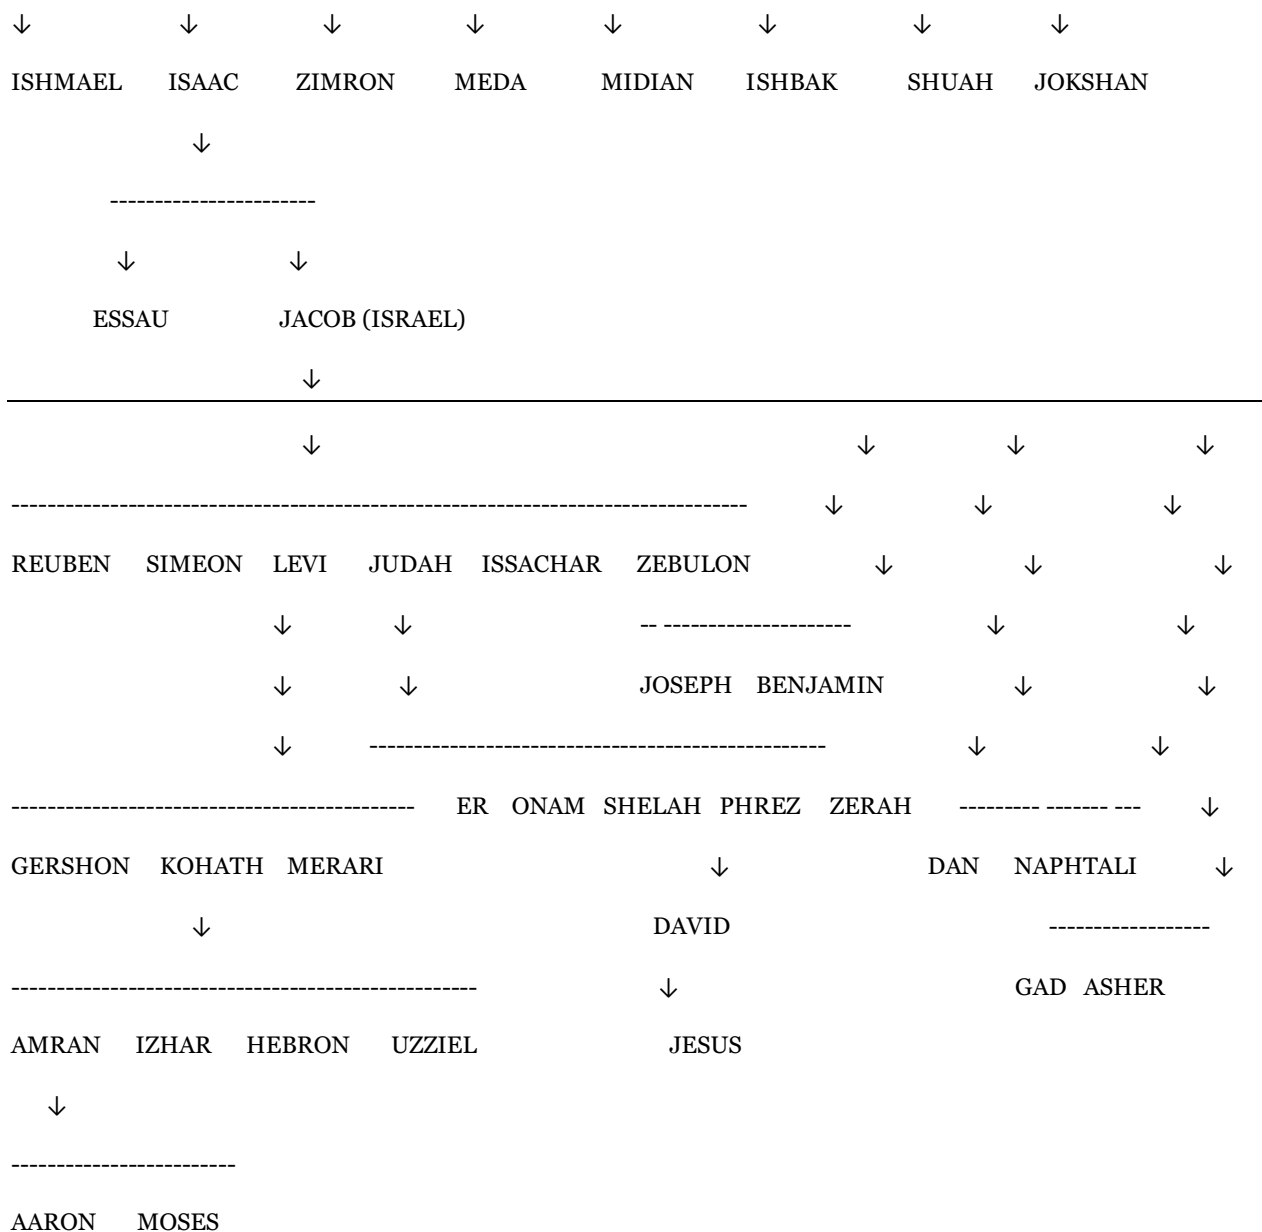 ↓ ↓ ↓ ↓ ↓ ↓ ↓ ↓
ISHMAEL ISAAC ZIMRON MEDA MIDIAN ISHBAK SHUAH JOKSHAN
↓
-----------------------
↓ ↓
ESSAU JACOB (ISRAEL)
↓
↓ ↓ ↓ ↓
---------------------------------------------------------------------------------- ↓ ↓ ↓
REUBEN SIMEON LEVI JUDAH ISSACHAR ZEBULON ↓ ↓ ↓
↓ ↓ -- --------------------- ↓ ↓
↓ ↓ JOSEPH BENJAMIN ↓ ↓
↓ --------------------------------------------------- ↓ ↓
--------------------------------------------- ER ONAM SHELAH PHREZ ZERAH --------- ------- --- ↓
GERSHON KOHATH MERARI ↓ DAN NAPHTALI ↓
↓ DAVID ------------------
---------------------------------------------------- ↓ GAD ASHER
AMRAN IZHAR HEBRON UZZIEL JESUS
↓
-------------------------
AARON MOSES